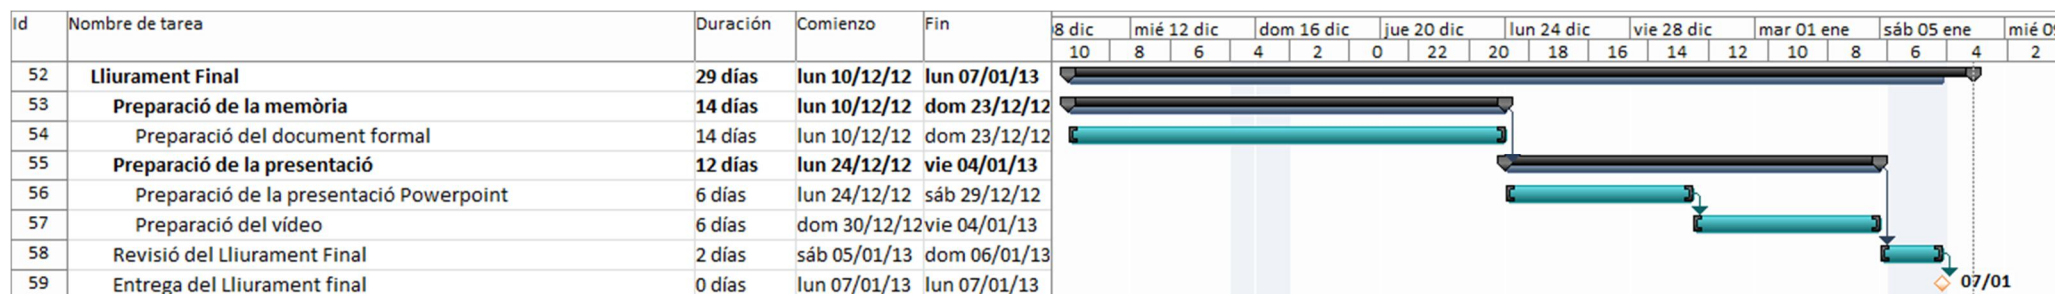 Id Nombre de tarea Duración Comienzo Fin
8 dic mié 12 dic dom 16 dic jue 20 dic lun 24 dic vie 28 dic mar 01 ene sáb 05 ene mié 09
10 8 6 4 2 0 22 20 18 16 14 12 10 8 6 4 2
52 Lliurament Final 29 días lun 10/12/12 lun 07/01/13
53 Preparació de la memòria 14 días lun 10/12/12 dom 23/12/12
54 Preparació del document formal 14 días lun 10/12/12 dom 23/12/12
55 Preparació de la presentació 12 días lun 24/12/12 vie 04/01/13
56 Preparació de la presentació Powerpoint 6 días lun 24/12/12 sáb 29/12/12
57 Preparació del vídeo 6 días dom 30/12/12 vie 04/01/13
58 Revisió del Lliurament Final 2 días sáb 05/01/13 dom 06/01/13
59 Entrega del Lliurament final 0 días lun 07/01/13 lun 07/01/13 07/01